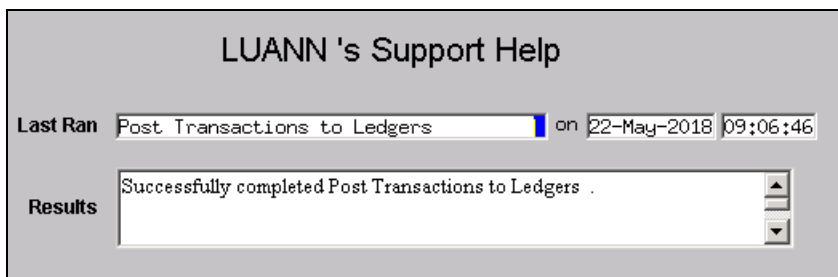 LUANN 's Support Help
Last Ran Post Transactions to Ledgers on 22-May-2018 09:06:46
Results Successfully completed Post Transactions to Ledgers .